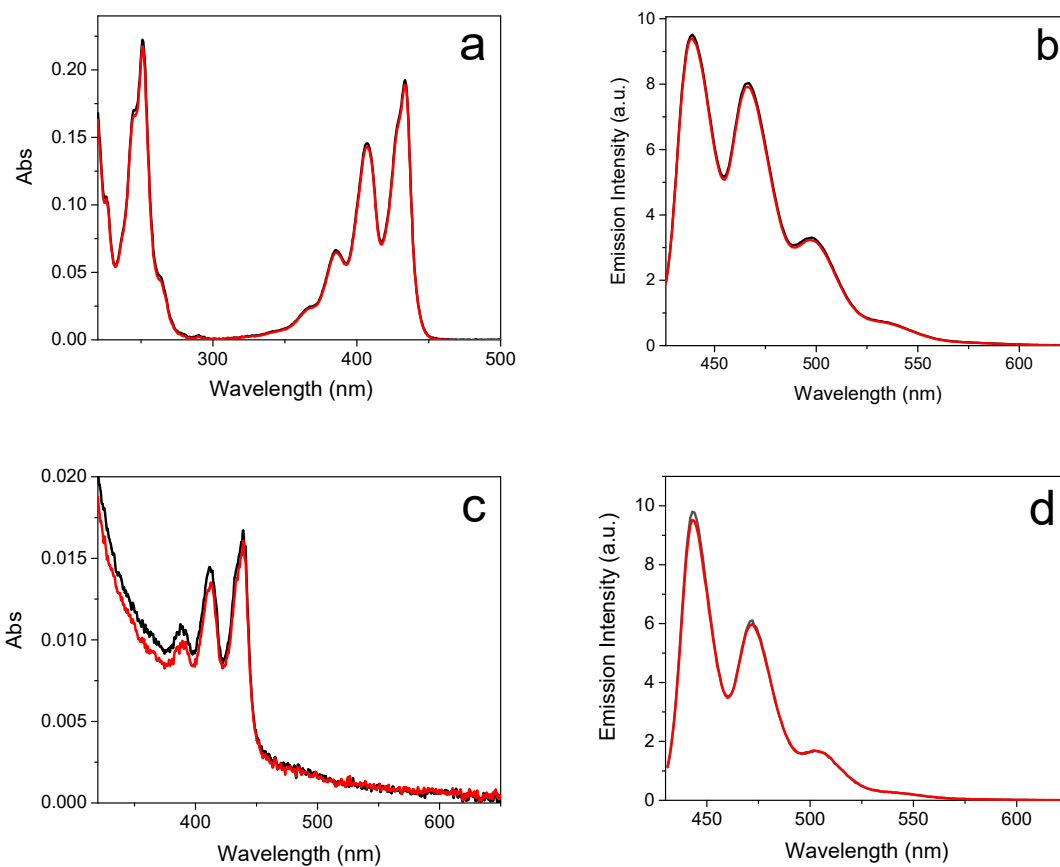 a
0.20
0.15
0.10
0.05
0.00
Abs
300 400 500
Wavelength (nm)
b
10
8
6
4
2
0
Emission Intensity (a.u.)
450 500 550 600
Wavelength (nm)
c
0.020
0.015
0.010
0.005
0.000
Abs
400 500 600
Wavelength (nm)
d
10
8
6
4
2
0
Emission Intensity (a.u.)
450 500 550 600
Wavelength (nm)